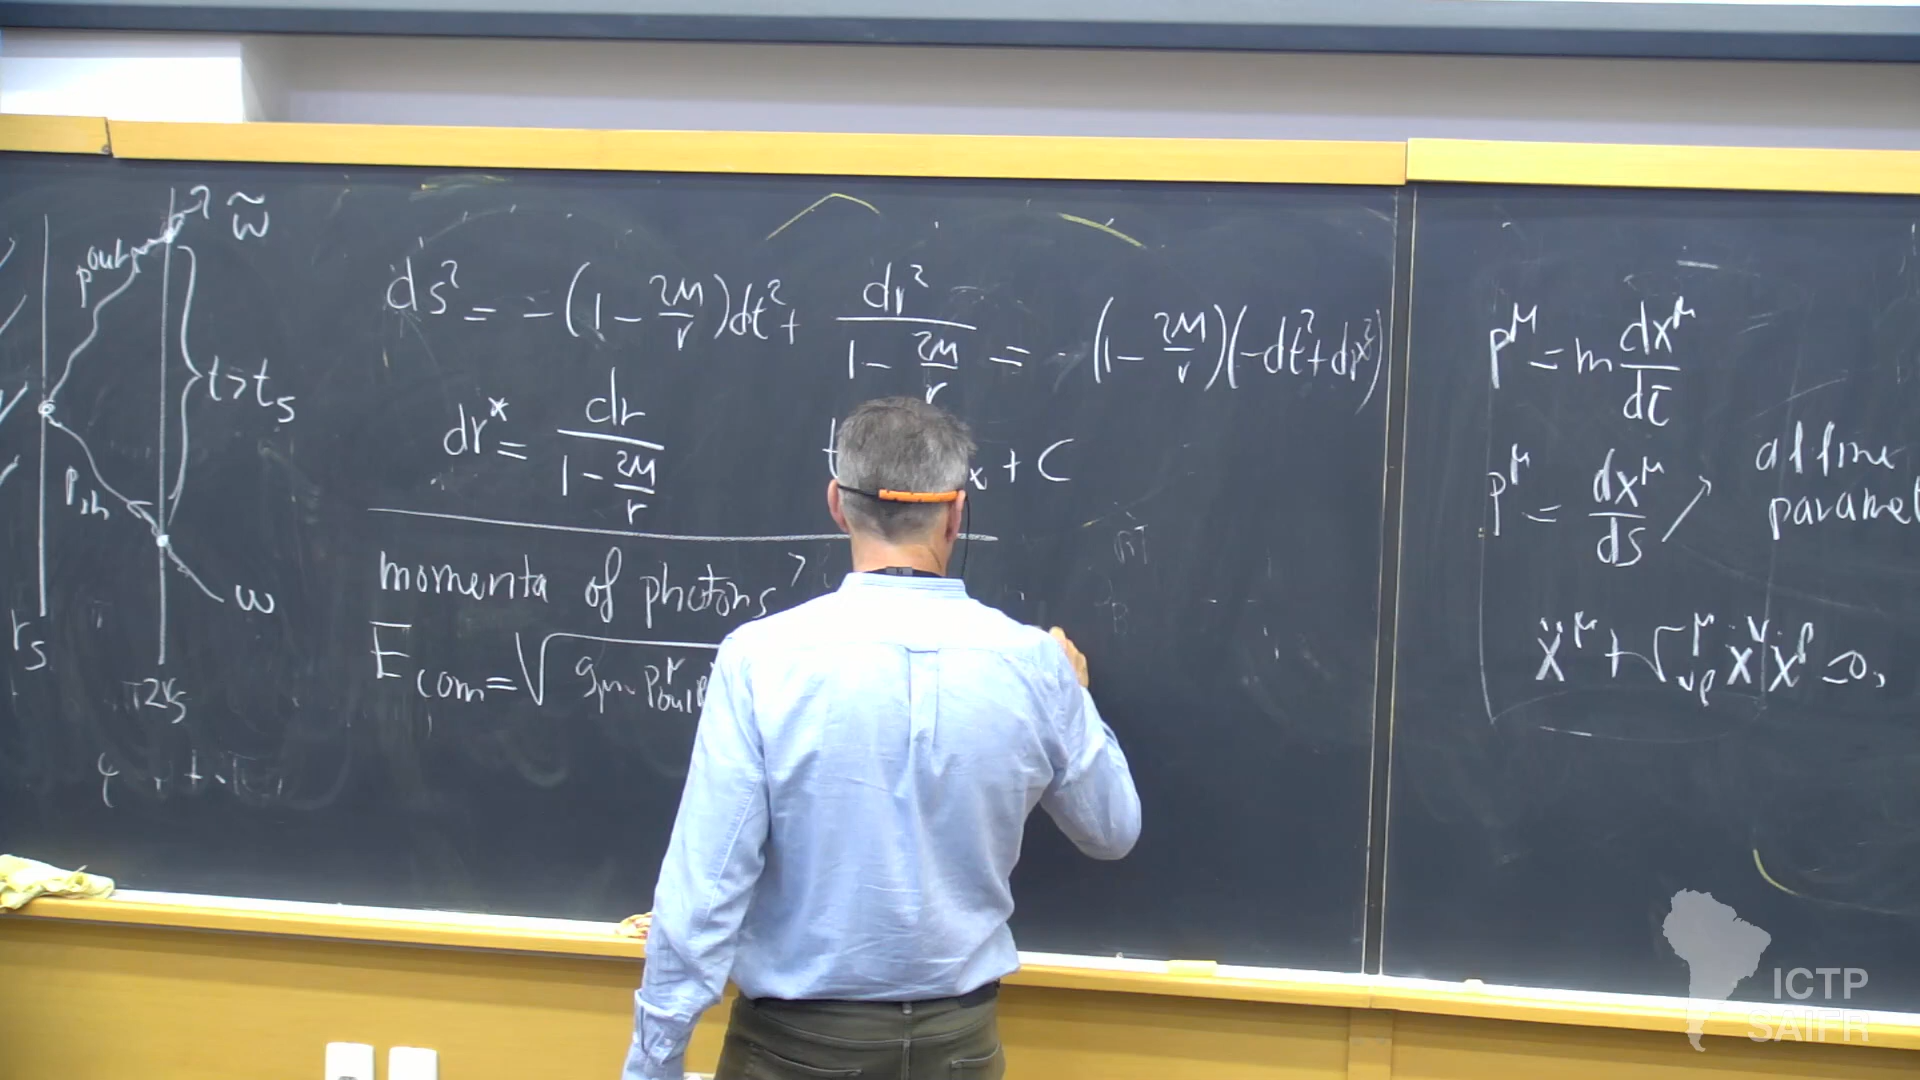 p^out
ω̃
t>t_s
p_in
ω
r_s
2r_s
ds² = -(1 - 2M/r)dt² + dr²/(1 - 2M/r) = -(1 - 2M/r)(-dt² + dr*²)
dr* = dr/(1 - 2M/r)
+ C
momenta of photons
E_com = √ g_μν p^μ_out
p^μ = m dx^μ/dτ
p^μ = dx^μ/ds ↗ affine
ẍ^μ + Γ^μ_νρ ẋ^ν ẋ^ρ = 0,
ICTP
SAIFR